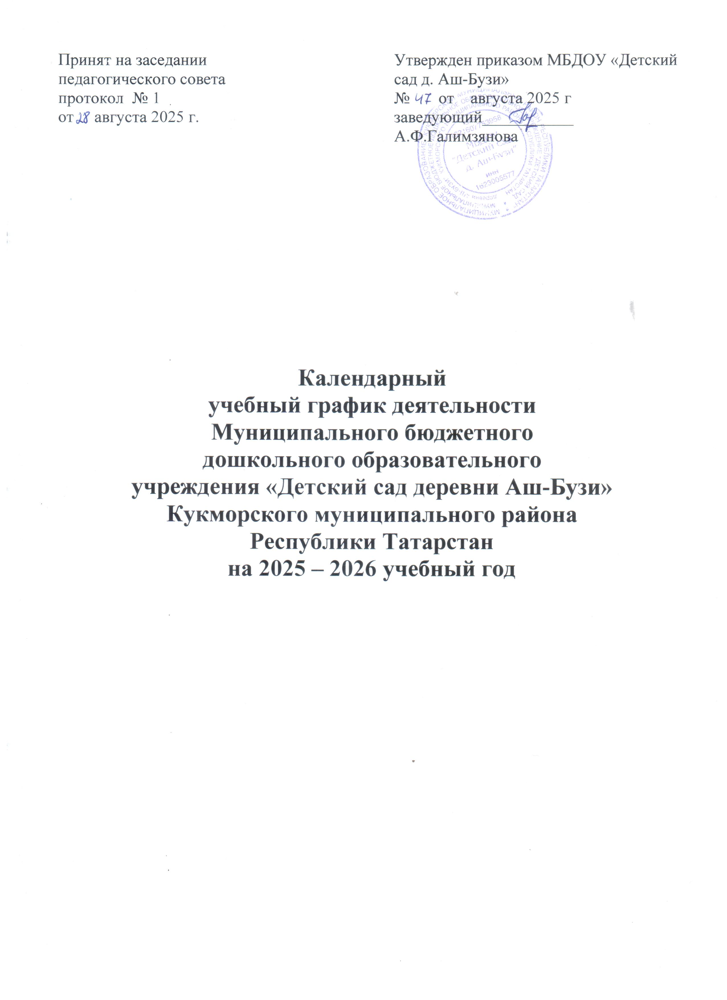 Принят на заседании
педагогического совета
протокол № 1
от 28 августа 2025 г.
Утвержден приказом МБДОУ «Детский
сад д. Аш-Бузи»
№ 47 от августа 2025 г
заведующий____________
А.Ф.Галимзянова
МБДОУ
"Детский сад
д. Аш-Бузи"
ИНН
1623005577
Календарный
учебный график деятельности
Муниципального бюджетного
дошкольного образовательного
учреждения «Детский сад деревни Аш-Бузи»
Кукморского муниципального района
Республики Татарстан
на 2025 – 2026 учебный год